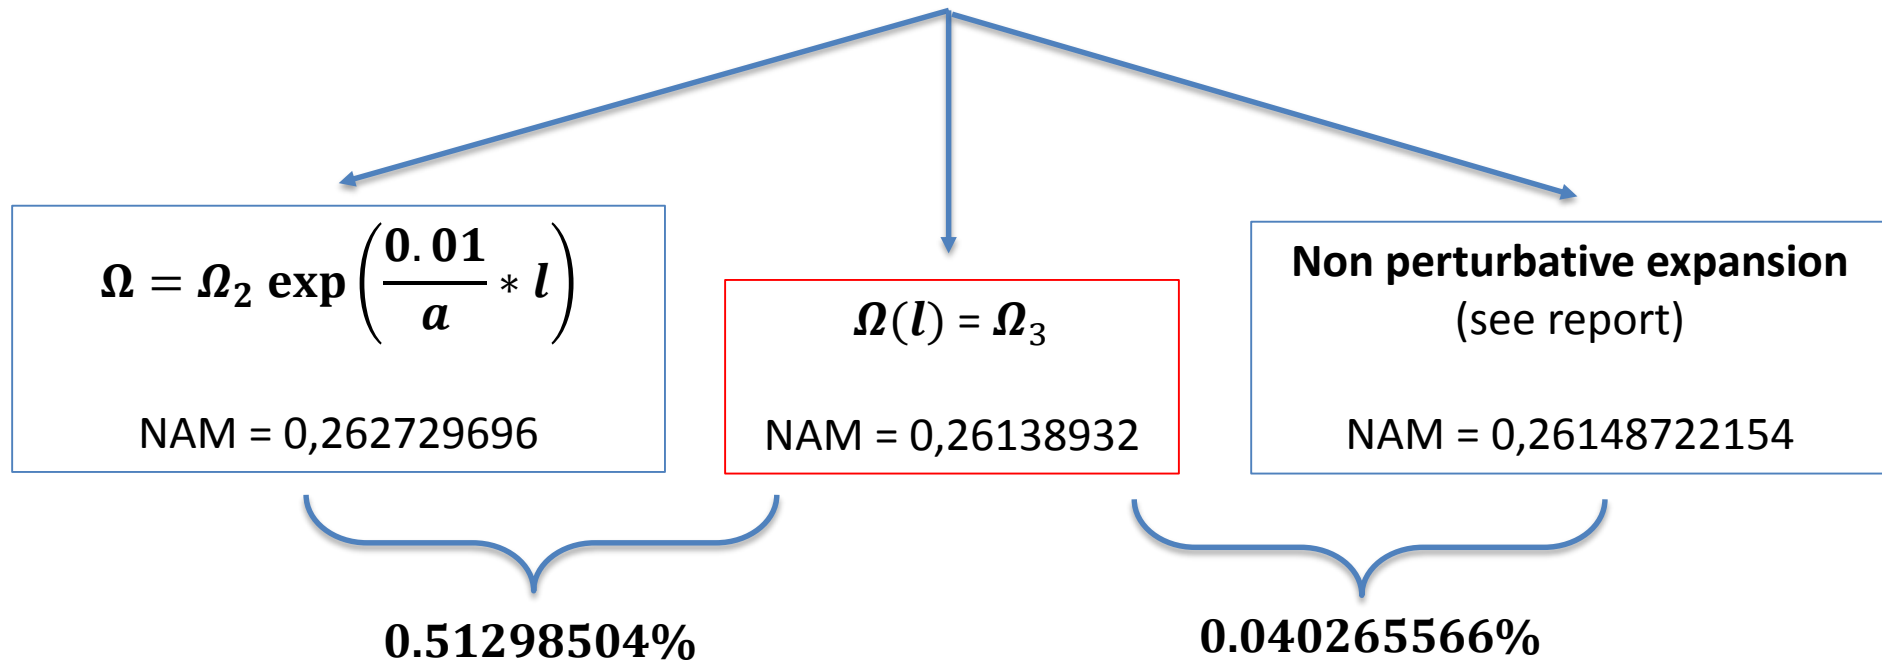 Ω = Ω₂ exp(0.01/a * l)
NAM = 0,262729696
Ω(l) = Ω₃
NAM = 0,26138932
Non perturbative expansion
(see report)
NAM = 0,26148722154
0.51298504%
0.040265566%